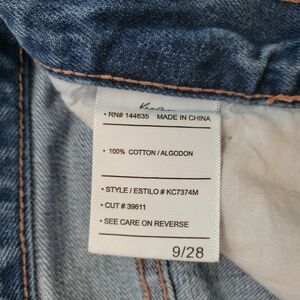 • RN# 144635 MADE IN CHINA
• 100% COTTON / ALGODON
• STYLE / ESTILO # KC7374M
• CUT # 39611
• SEE CARE ON REVERSE
9/28